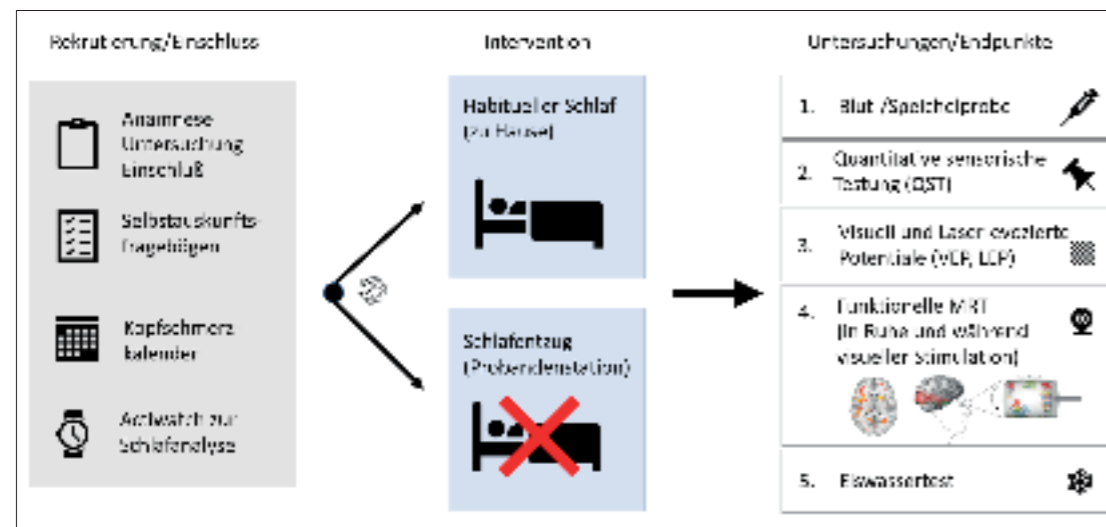 Rekrutierung/Einschluss
Anamnese
Untersuchung
Einschluß
Selbstauskunfts-
fragebögen
Kopfschmerz
kalender
Actiwatch zur
Schlafanalyse
Intervention
Habitueller Schlaf
(zu Hause)
Schlafentzug
(Probandenstation)
Untersuchungen/Endpunkte
1. Blut-/Speichelprobe
2. Quantitative sensorische
Testung (QST)
3. Visuell und Laser-evozierte
Potentiale (VEP, LEP)
4. Funktionelle MRT
(in Ruhe und während
visueller Stimulation)
5. Eiswassertest